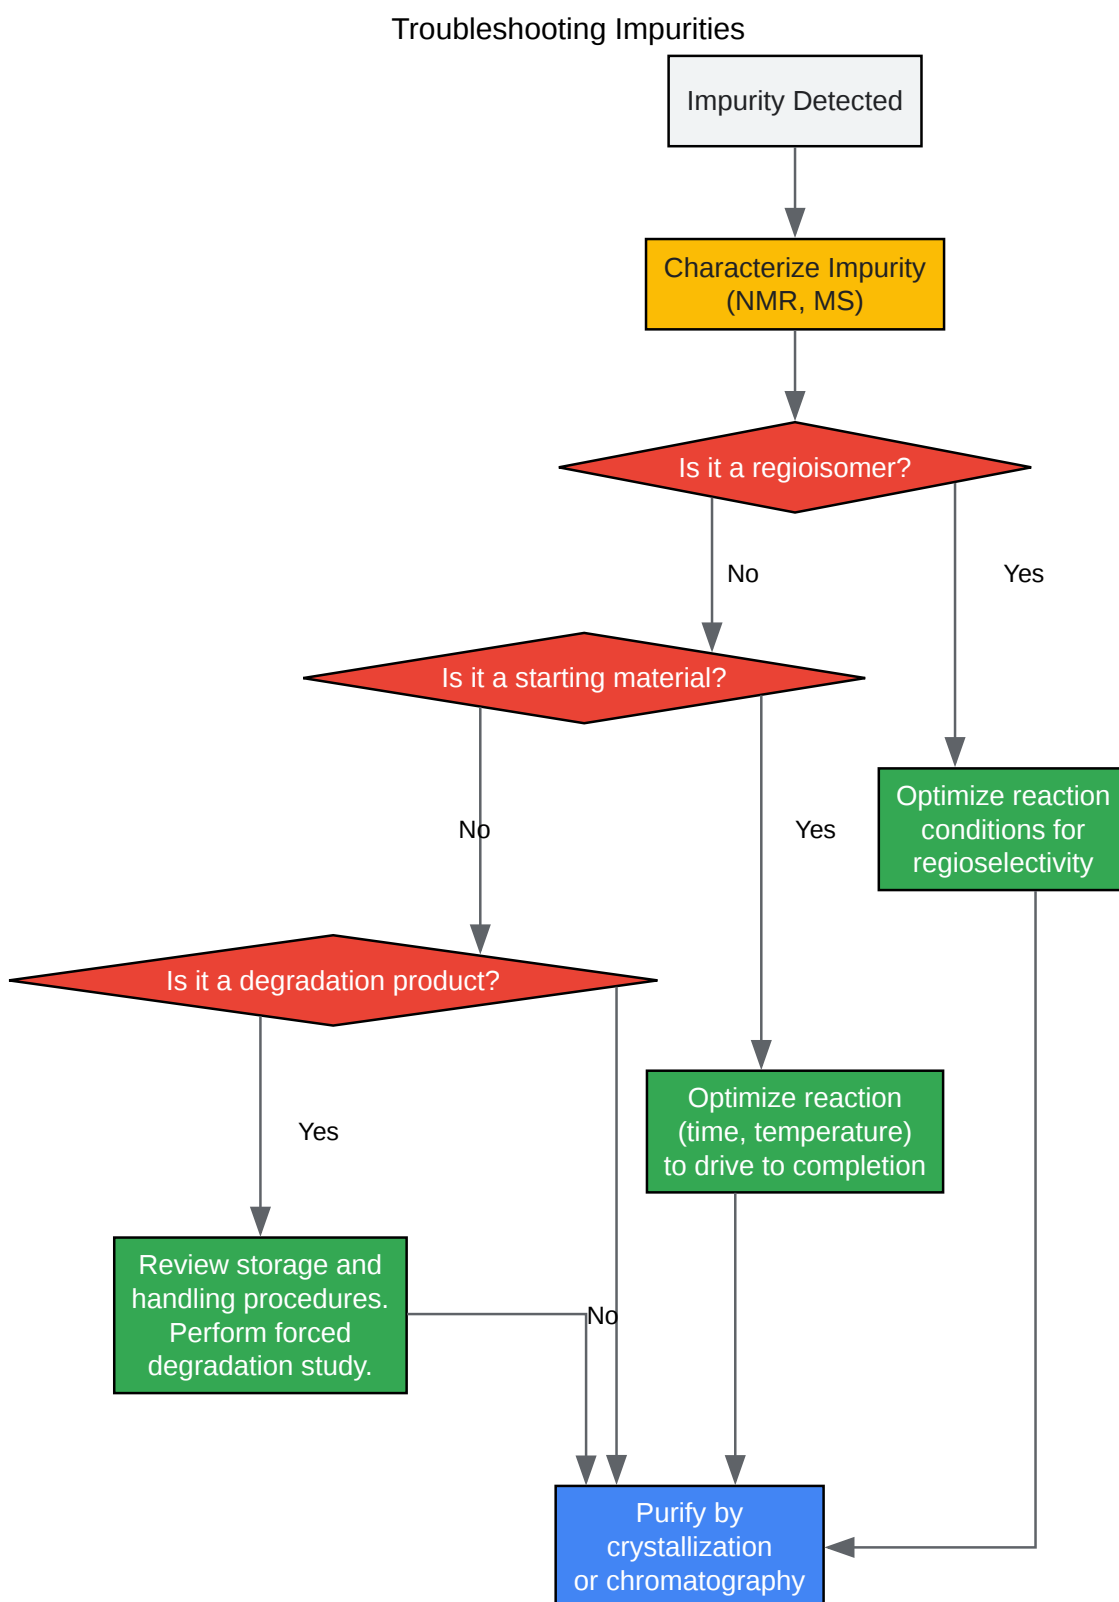 Troubleshooting Impurities
Impurity Detected
Characterize Impurity
(NMR, MS)
Is it a regioisomer?
No
Yes
Is it a starting material?
No
Yes
Optimize reaction
conditions for
regioselectivity
Is it a degradation product?
Yes
Optimize reaction
(time, temperature)
to drive to completion
Review storage and
handling procedures.
Perform forced
degradation study.
No
Purify by
crystallization
or chromatography